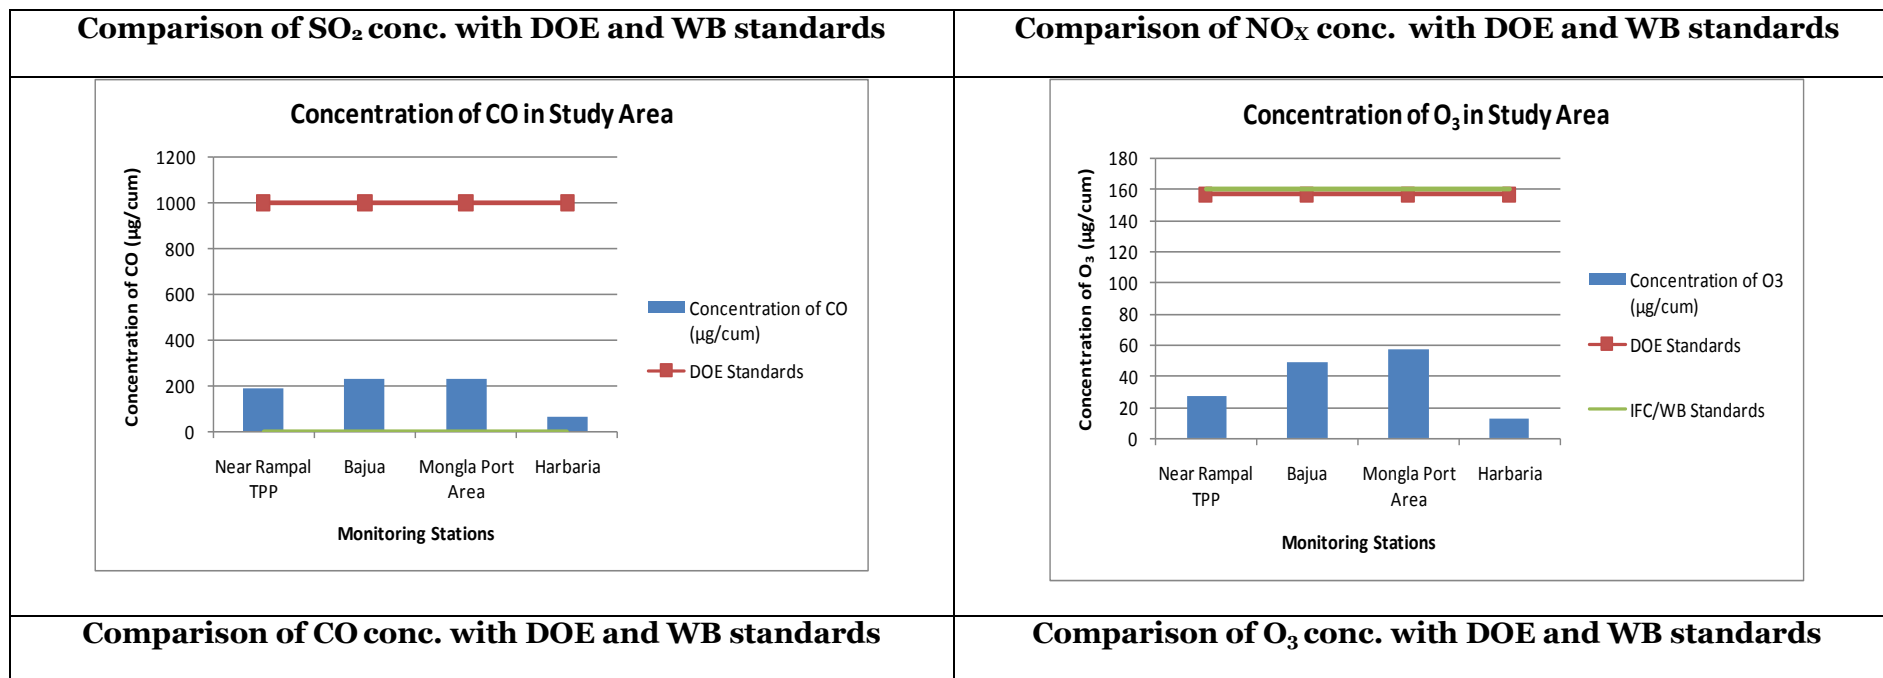 Comparison of SO₂ conc. with DOE and WB standards
Comparison of NOX conc. with DOE and WB standards
Concentration of CO in Study Area
Concentration of CO (µg/cum)
1200
1000
800
600
400
200
0
Near Rampal
TPP
Bajua
Mongla Port
Area
Harbaria
Monitoring Stations
Concentration of CO
(µg/cum)
DOE Standards
Concentration of O₃ in Study Area
Concentration of O₃ (µg/cum)
180
160
140
120
100
80
60
40
20
0
Near Rampal
TPP
Bajua
Mongla Port
Area
Harbaria
Monitoring Stations
Concentration of O3
(µg/cum)
DOE Standards
IFC/WB Standards
Comparison of CO conc. with DOE and WB standards
Comparison of O₃ conc. with DOE and WB standards